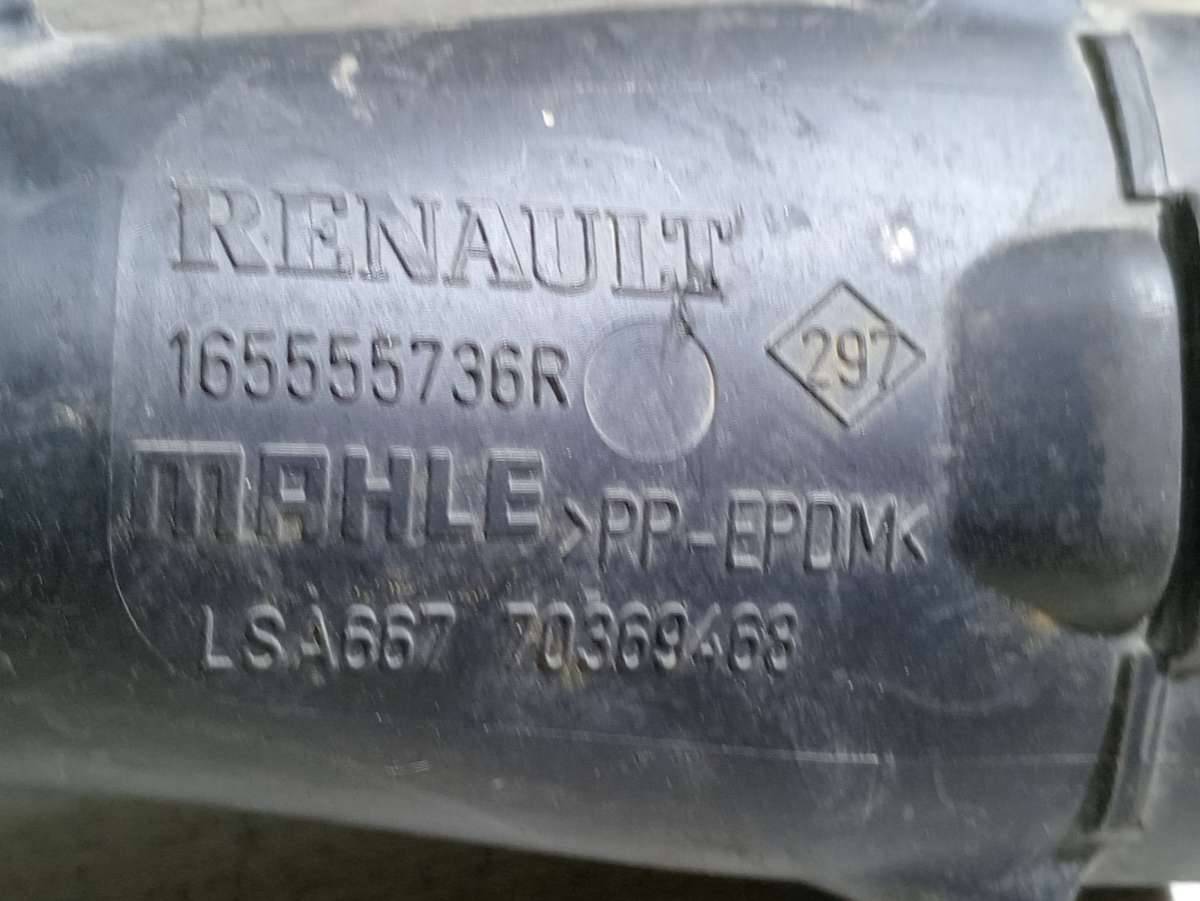 RENAULT
165555736R
297
MAHLE >PP-EPDM<
LSA667 70369468